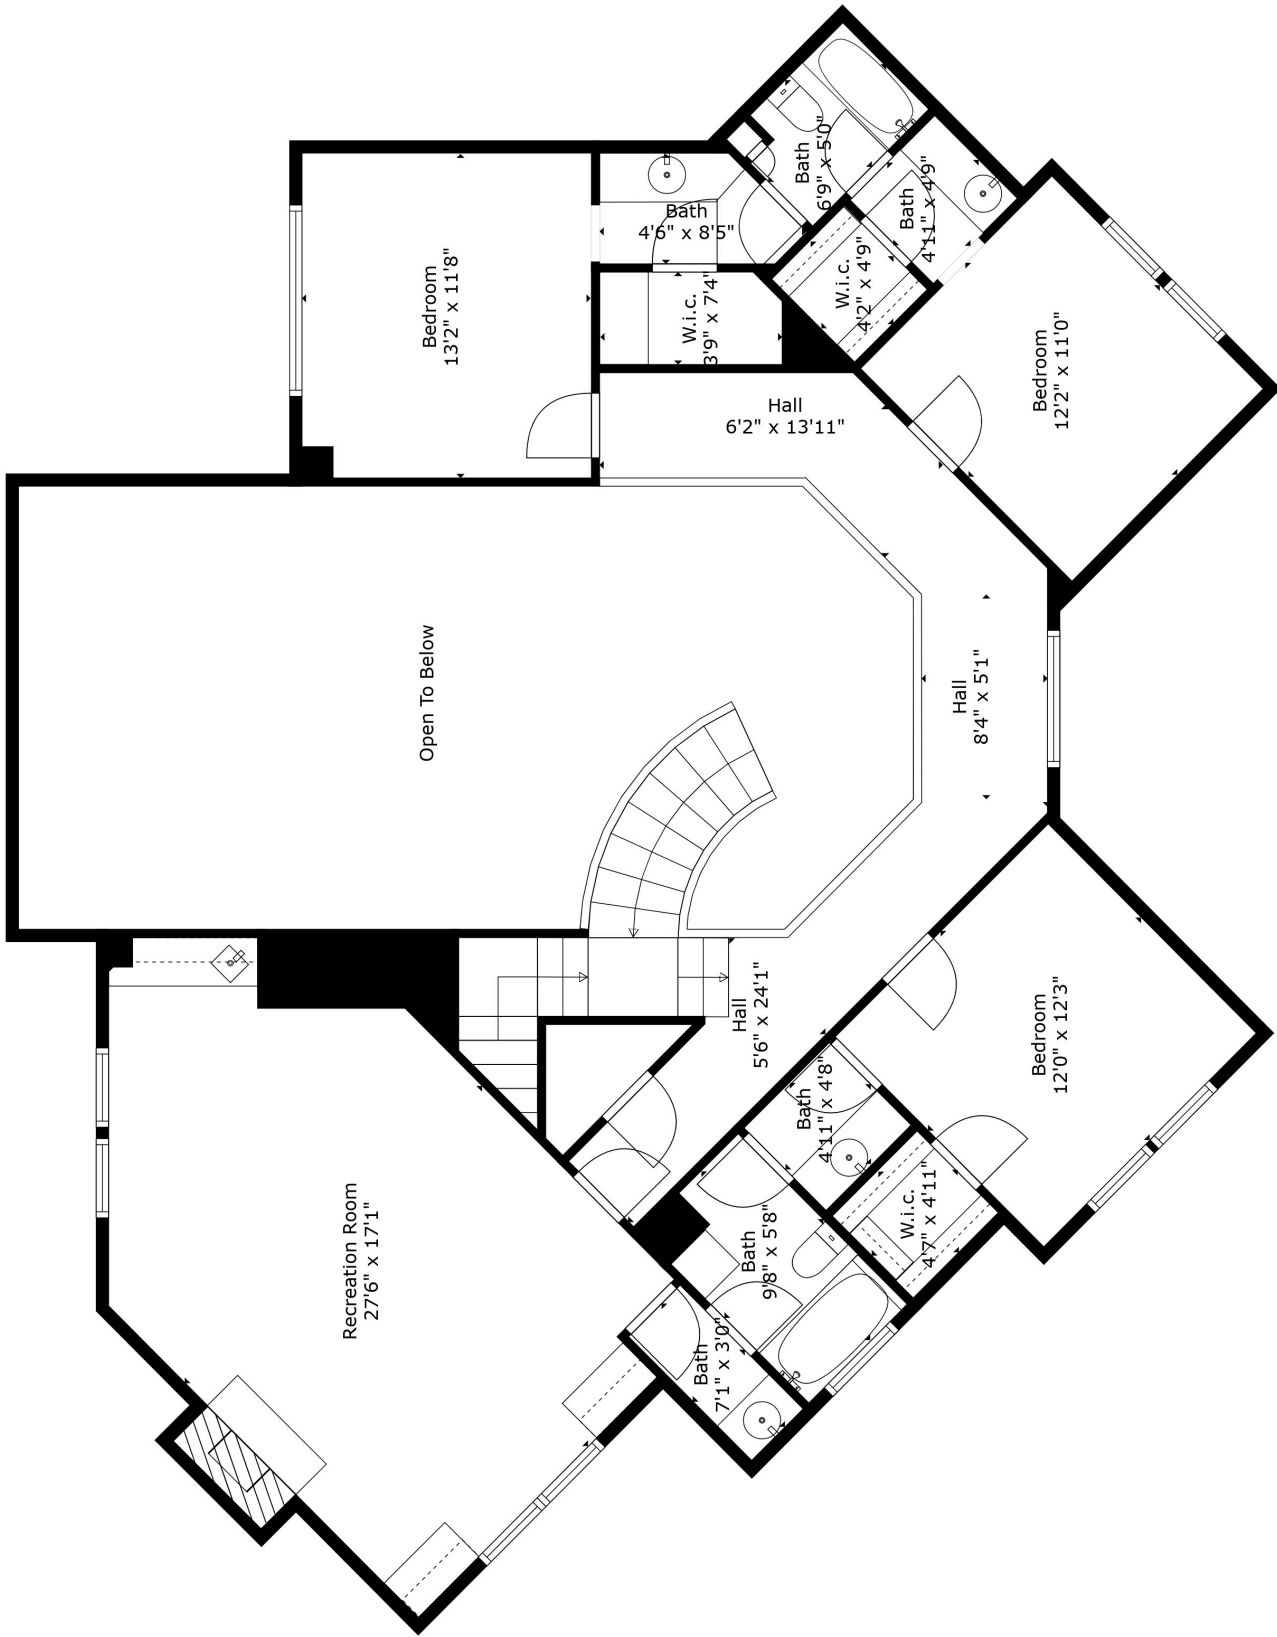 Bath
6'9" x 5'0"
Bath
4'11" x 4'9"
Bath
4'6" x 8'5"
Bedroom
13'2" x 11'8"
W.i.c.
3'9" x 7'4"
W.i.c.
4'2" x 4'9"
Bedroom
12'2" x 11'0"
Hall
6'2" x 13'11"
Open To Below
Hall
8'4" x 5'1"
Hall
5'6" x 24'1"
Bedroom
12'0" x 12'3"
Bath
4'11" x 4'8"
W.i.c.
4'7" x 4'11"
Bath
9'8" x 5'8"
Recreation Room
27'6" x 17'1"
Bath
7'1" x 3'0"